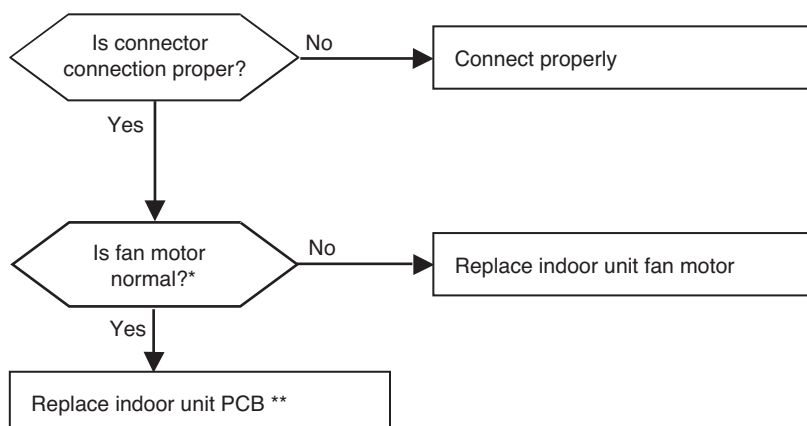 Is connector
connection proper?
No
Connect properly
Yes
Is fan motor
normal?*
No
Replace indoor unit fan motor
Yes
Replace indoor unit PCB **